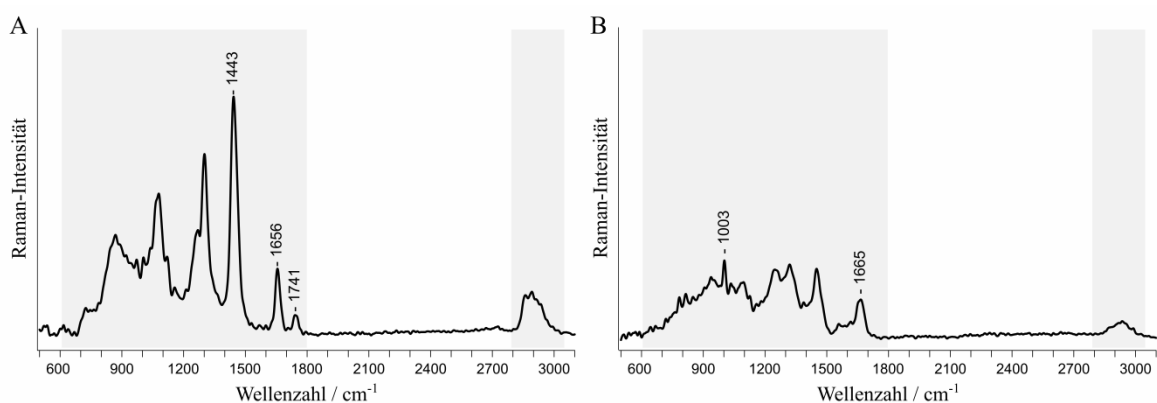 A
Raman-Intensität
1443
1656
1741
600 900 1200 1500 1800 2100 2400 2700 3000
Wellenzahl / cm⁻¹
B
Raman-Intensität
1003
1665
600 900 1200 1500 1800 2100 2400 2700 3000
Wellenzahl / cm⁻¹